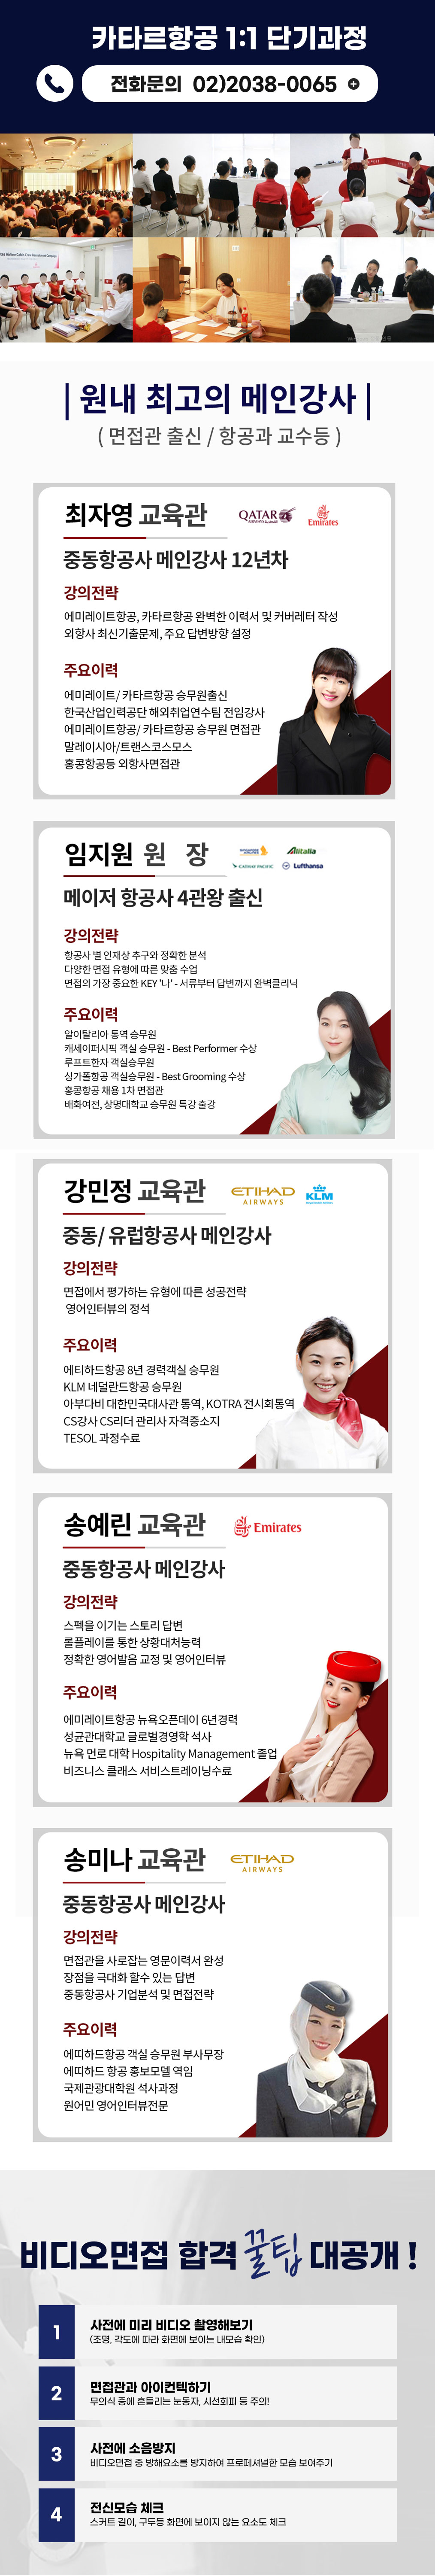 카타르항공 1:1 단기과정
전화문의 02)2038-0065
| 원내 최고의 메인강사 |
( 면접관 출신 / 항공과 교수등 )
최자영 교육관
QATAR
AIRWAYS
Emirates
중동항공사 메인강사 12년차
강의전략
에미레이트항공, 카타르항공 완벽한 이력서 및 커버레터 작성
외항사 최신기출문제, 주요 답변방향 설정
주요이력
에미레이트/ 카타르항공 승무원출신
한국산업인력공단 해외취업연수팀 전임강사
에미레이트항공/ 카타르항공 승무원 면접관
말레이시아/트랜스코스모스
홍콩항공등 외항사면접관
임지원 원 장
SINGAPORE AIRLINES
Alitalia
CATHAY PACIFIC
Lufthansa
메이저 항공사 4관왕 출신
강의전략
항공사 별 인재상 추구와 정확한 분석
다양한 면접 유형에 따른 맞춤 수업
면접의 가장 중요한 KEY '나' - 서류부터 답변까지 완벽클리닉
주요이력
알이탈리아 통역 승무원
캐세이퍼시픽 객실 승무원 - Best Performer 수상
루프트한자 객실승무원
싱가폴항공 객실승무원 - Best Grooming 수상
홍콩항공 채용 1차 면접관
배화여전, 상명대학교 승무원 특강 출강
강민정 교육관
ETIHAD
AIRWAYS
KLM
중동/ 유럽항공사 메인강사
강의전략
면접에서 평가하는 유형에 따른 성공전략
영어인터뷰의 정석
주요이력
에티하드항공 8년 경력객실 승무원
KLM 네덜란드항공 승무원
아부다비 대한민국대사관 통역, KOTRA 전시회통역
CS강사 CS리더 관리사 자격증소지
TESOL 과정수료
송예린 교육관
Emirates
중동항공사 메인강사
강의전략
스펙을 이기는 스토리 답변
롤플레이를 통한 상황대처능력
정확한 영어발음 교정 및 영어인터뷰
주요이력
에미레이트항공 뉴욕오픈데이 6년경력
성균관대학교 글로벌경영학 석사
뉴욕 먼로 대학 Hospitality Management 졸업
비즈니스 클래스 서비스트레이닝수료
송미나 교육관
ETIHAD
AIRWAYS
중동항공사 메인강사
강의전략
면접관을 사로잡는 영문이력서 완성
장점을 극대화 할수 있는 답변
중동항공사 기업분석 및 면접전략
주요이력
에띠하드항공 객실 승무원 부사무장
에띠하드 항공 홍보모델 역임
국제관광대학원 석사과정
원어민 영어인터뷰전문
비디오면접 합격 꿀팁 대공개 !
1
사전에 미리 비디오 촬영해보기
(조명, 각도에 따라 화면에 보이는 내모습 확인)
2
면접관과 아이컨텍하기
무의식 중에 흔들리는 눈동자, 시선회피 등 주의!
3
사전에 소음방지
비디오면접 중 방해요소를 방지하여 프로페셔널한 모습 보여주기
4
전신모습 체크
스커트 길이, 구두등 화면에 보이지 않는 요소도 체크